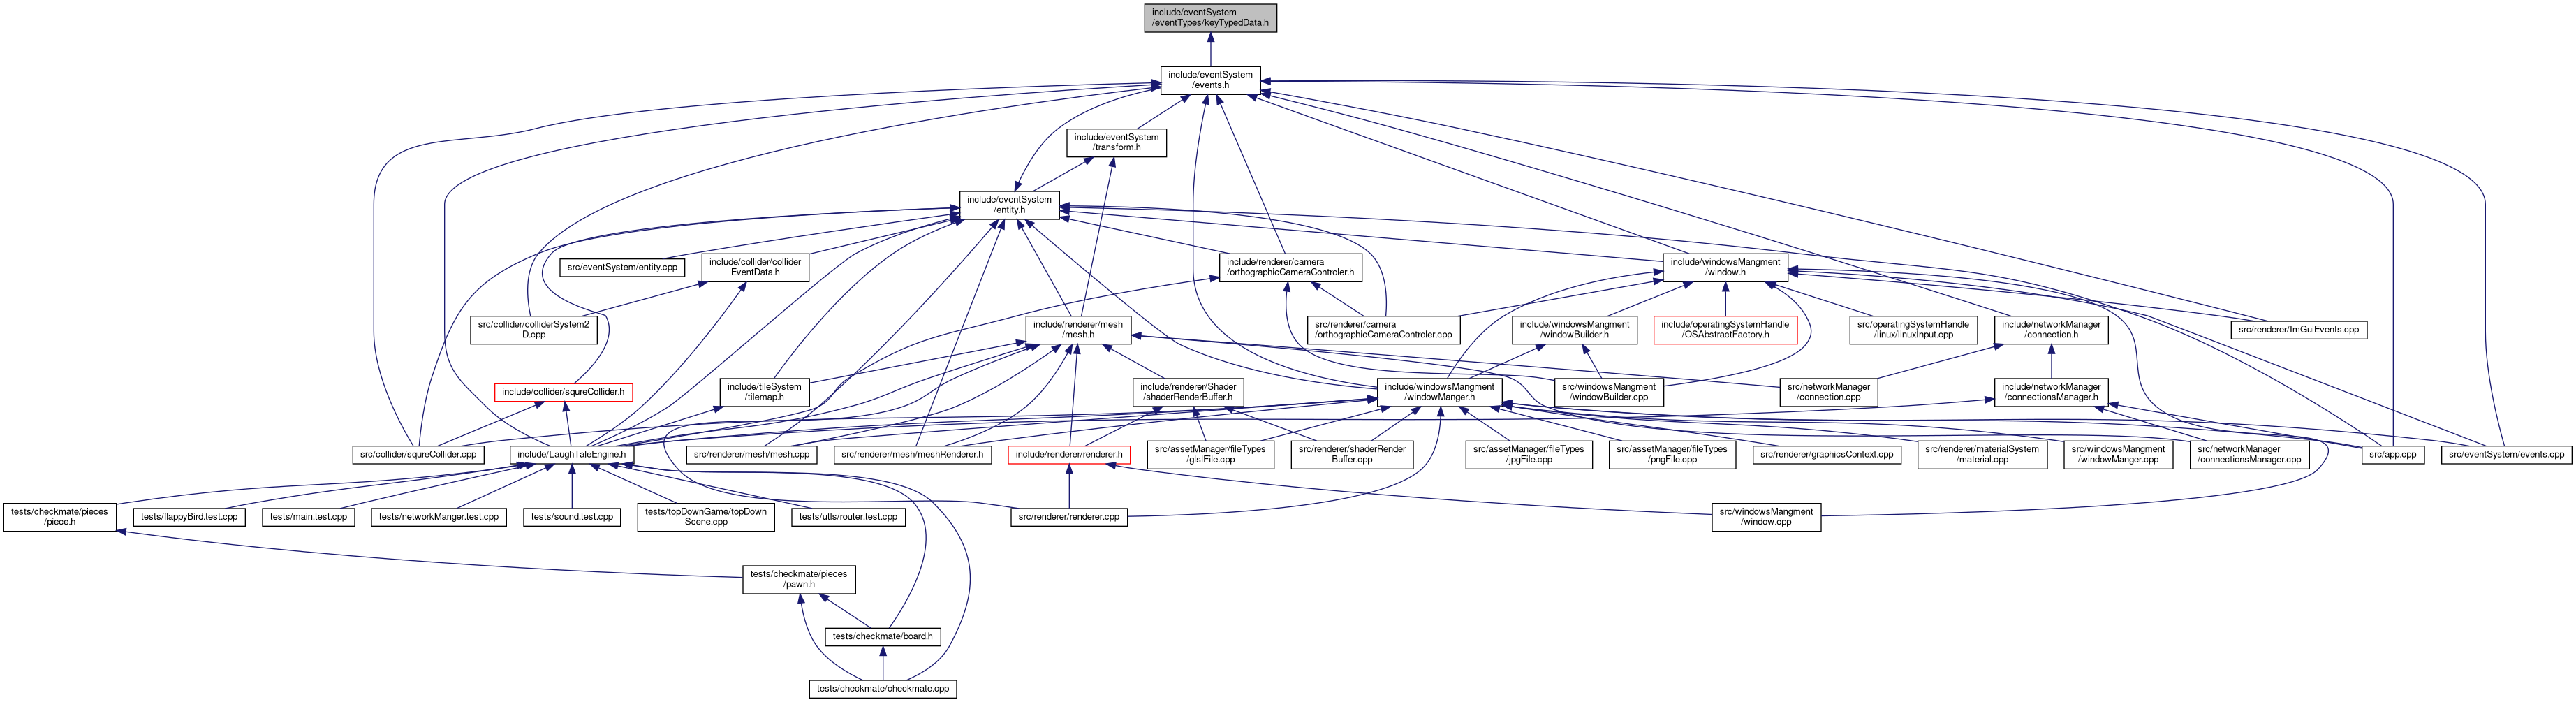 include/eventSystem
/eventTypes/keyTypedData.h
include/eventSystem
/events.h
include/eventSystem
/transform.h
include/eventSystem
/entity.h
src/eventSystem/entity.cpp
include/collider/collider
EventData.h
include/renderer/camera
/orthographicCameraControler.h
include/windowsMangment
/window.h
src/collider/colliderSystem2
D.cpp
include/renderer/mesh
/mesh.h
src/renderer/camera
/orthographicCameraControler.cpp
include/windowsMangment
/windowBuilder.h
include/operatingSystemHandle
/OSAbstractFactory.h
src/operatingSystemHandle
/linux/linuxInput.cpp
include/networkManager
/connection.h
src/renderer/ImGuiEvents.cpp
include/collider/squreCollider.h
include/tileSystem
/tilemap.h
include/renderer/Shader
/shaderRenderBuffer.h
include/windowsMangment
/windowManger.h
src/windowsMangment
/windowBuilder.cpp
src/networkManager
/connection.cpp
include/networkManager
/connectionsManager.h
src/collider/squreCollider.cpp
include/LaughTaleEngine.h
src/renderer/mesh/mesh.cpp
src/renderer/mesh/meshRenderer.h
include/renderer/renderer.h
src/assetManager/fileTypes
/glslFile.cpp
src/renderer/shaderRender
Buffer.cpp
src/assetManager/fileTypes
/jpgFile.cpp
src/assetManager/fileTypes
/pngFile.cpp
src/renderer/graphicsContext.cpp
src/renderer/materialSystem
/material.cpp
src/windowsMangment
/windowManger.cpp
src/networkManager
/connectionsManager.cpp
src/app.cpp
src/eventSystem/events.cpp
tests/checkmate/pieces
/piece.h
tests/flappyBird.test.cpp
tests/main.test.cpp
tests/networkManger.test.cpp
tests/sound.test.cpp
tests/topDownGame/topDown
Scene.cpp
tests/utls/router.test.cpp
src/renderer/renderer.cpp
src/windowsMangment
/window.cpp
tests/checkmate/pieces
/pawn.h
tests/checkmate/board.h
tests/checkmate/checkmate.cpp